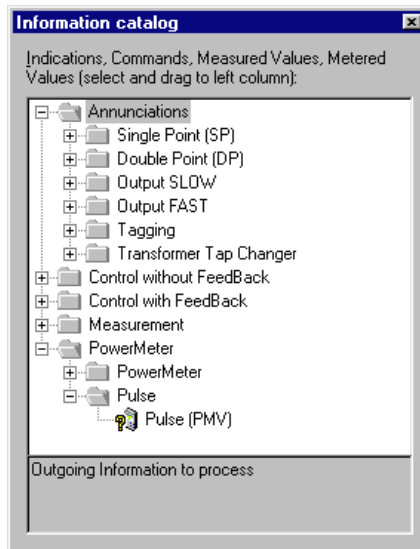 Information catalog
Indications, Commands, Measured Values, Metered
Values (select and drag to left column):
Annunciations
Single Point (SP)
Double Point (DP)
Output SLOW
Output FAST
Tagging
Transformer Tap Changer
Control without FeedBack
Control with FeedBack
Measurement
PowerMeter
PowerMeter
Pulse
Pulse (PMV)
Outgoing Information to process